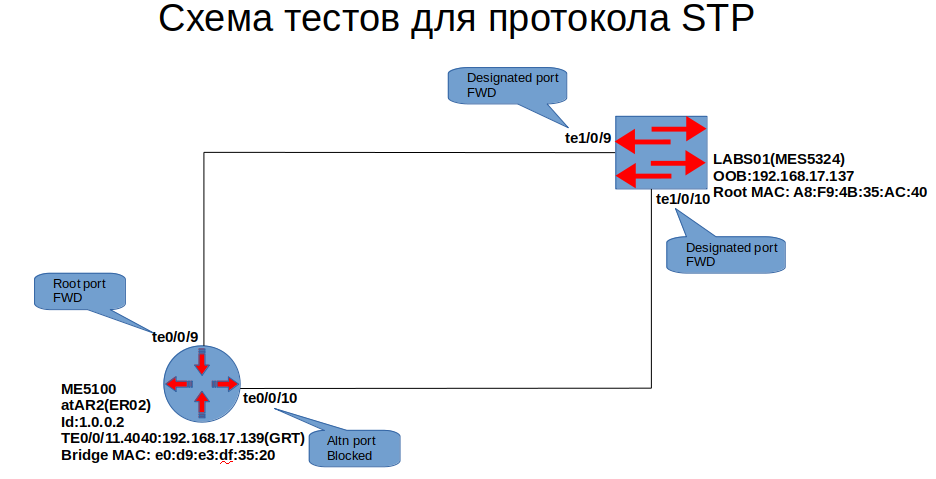 Схема тестов для протокола STP
Designated port
FWD
te1/0/9
LABS01(MES5324)
OOB:192.168.17.137
Root MAC: A8:F9:4B:35:AC:40
te1/0/10
Designated port
FWD
Root port
FWD
te0/0/9
te0/0/10
ME5100
atAR2(ER02)
Id:1.0.0.2
TE0/0/11.4040:192.168.17.139(GRT)
Bridge MAC: e0:d9:e3:df:35:20
Altn port
Blocked